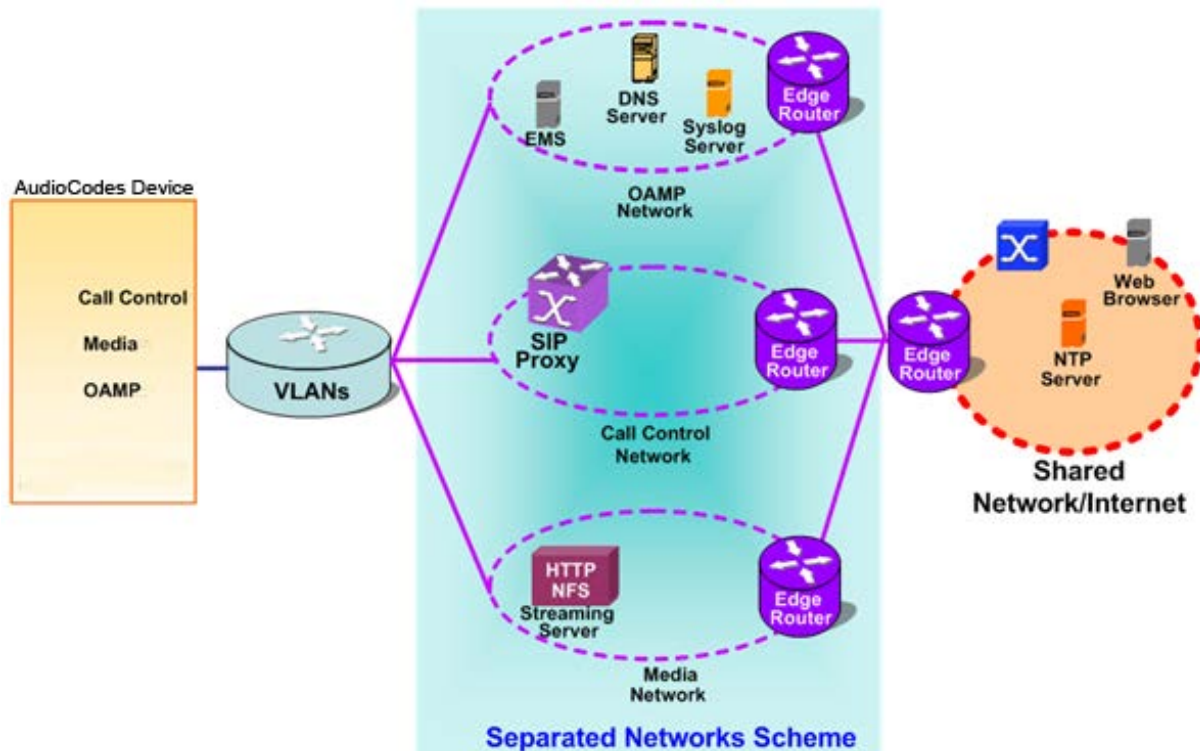 AudioCodes Device
Call Control
Media
OAMP
VLANs
EMS
DNS
Server
Syslog
Server
Edge
Router
OAMP
Network
SIP
Proxy
Edge
Router
Call Control
Network
HTTP
NFS
Streaming
Server
Edge
Router
Media
Network
Separated Networks Scheme
Edge
Router
Web
Browser
NTP
Server
Shared
Network/Internet